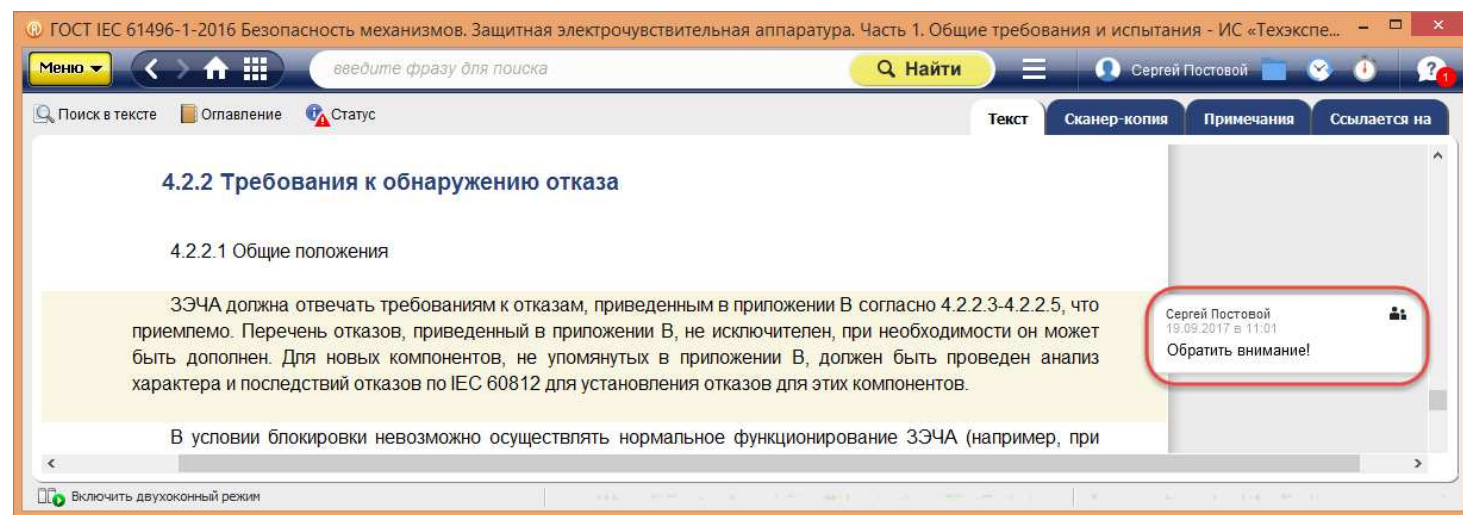 ГОСТ IEC 61496-1-2016 Безопасность механизмов. Защитная электрочувствительная аппаратура. Часть 1. Общие требования и испытания - ИС «Техэкспе...
Меню
введите фразу для поиска
Найти
Сергей Постовой
?
1
Поиск в тексте
Оглавление
Статус
Текст
Сканер-копия
Примечания
Ссылается на
4.2.2 Требования к обнаружению отказа
4.2.2.1 Общие положения
ЗЭЧА должна отвечать требованиям к отказам, приведенным в приложении В согласно 4.2.2.3-4.2.2.5, что
приемлемо. Перечень отказов, приведенный в приложении В, не исключителен, при необходимости он может
быть дополнен. Для новых компонентов, не упомянутых в приложении В, должен быть проведен анализ
характера и последствий отказов по IEC 60812 для установления отказов для этих компонентов.
Сергей Постовой
19.09.2017 в 11:01
Обратить внимание!
В условии блокировки невозможно осуществлять нормальное функционирование ЗЭЧА (например, при
Включить двухоконный режим